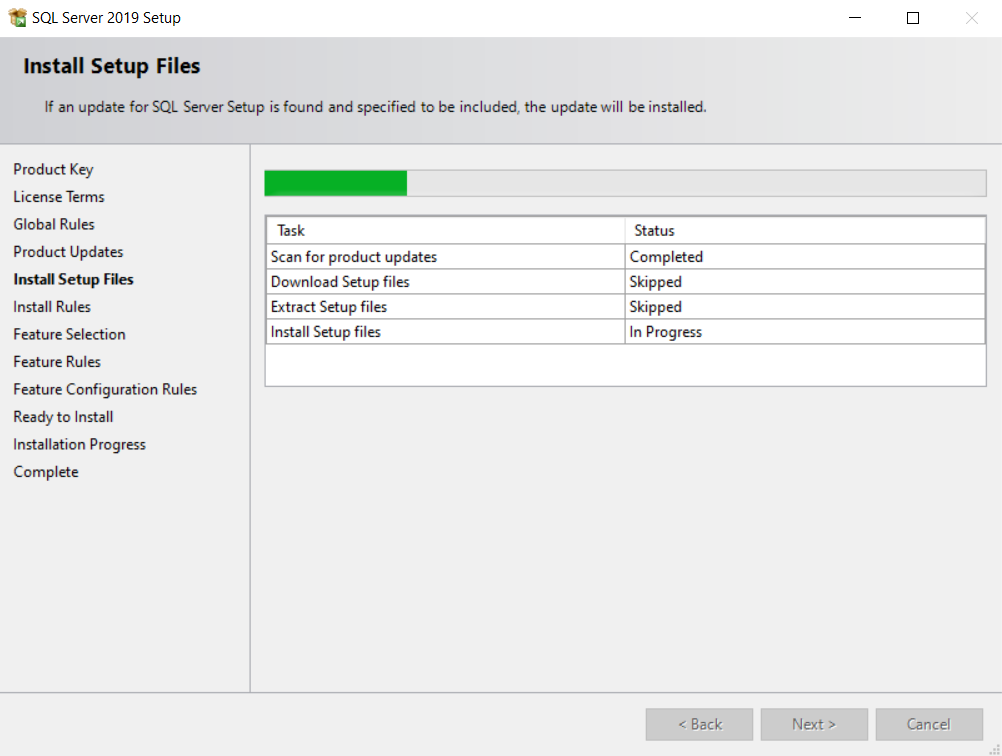 SQL Server 2019 Setup
Install Setup Files
If an update for SQL Server Setup is found and specified to be included, the update will be installed.
Product Key
License Terms
Global Rules
Product Updates
Install Setup Files
Install Rules
Feature Selection
Feature Rules
Feature Configuration Rules
Ready to Install
Installation Progress
Complete
Task Status
Scan for product updates Completed
Download Setup files Skipped
Extract Setup files Skipped
Install Setup files In Progress
< Back Next > Cancel